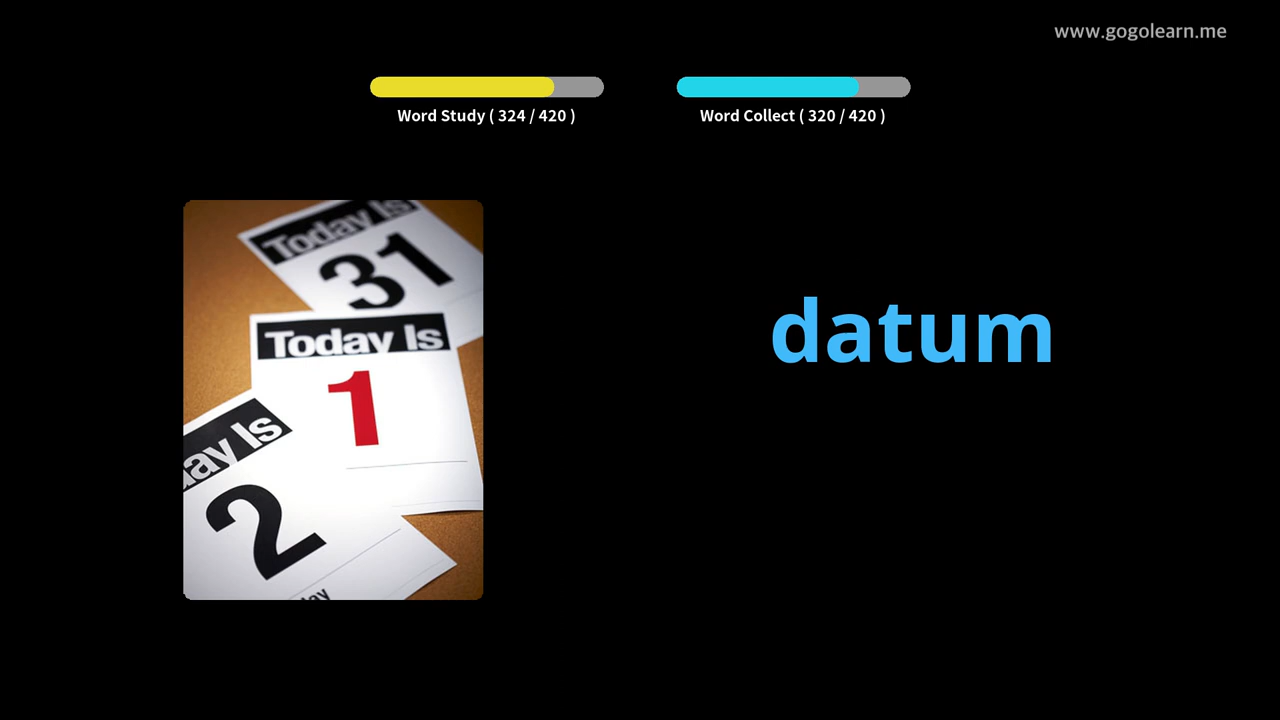 www.gogolearn.me
Word Study ( 324 / 420 )
Word Collect ( 320 / 420 )
Today Is
31
Today Is
1
ay Is
2
datum